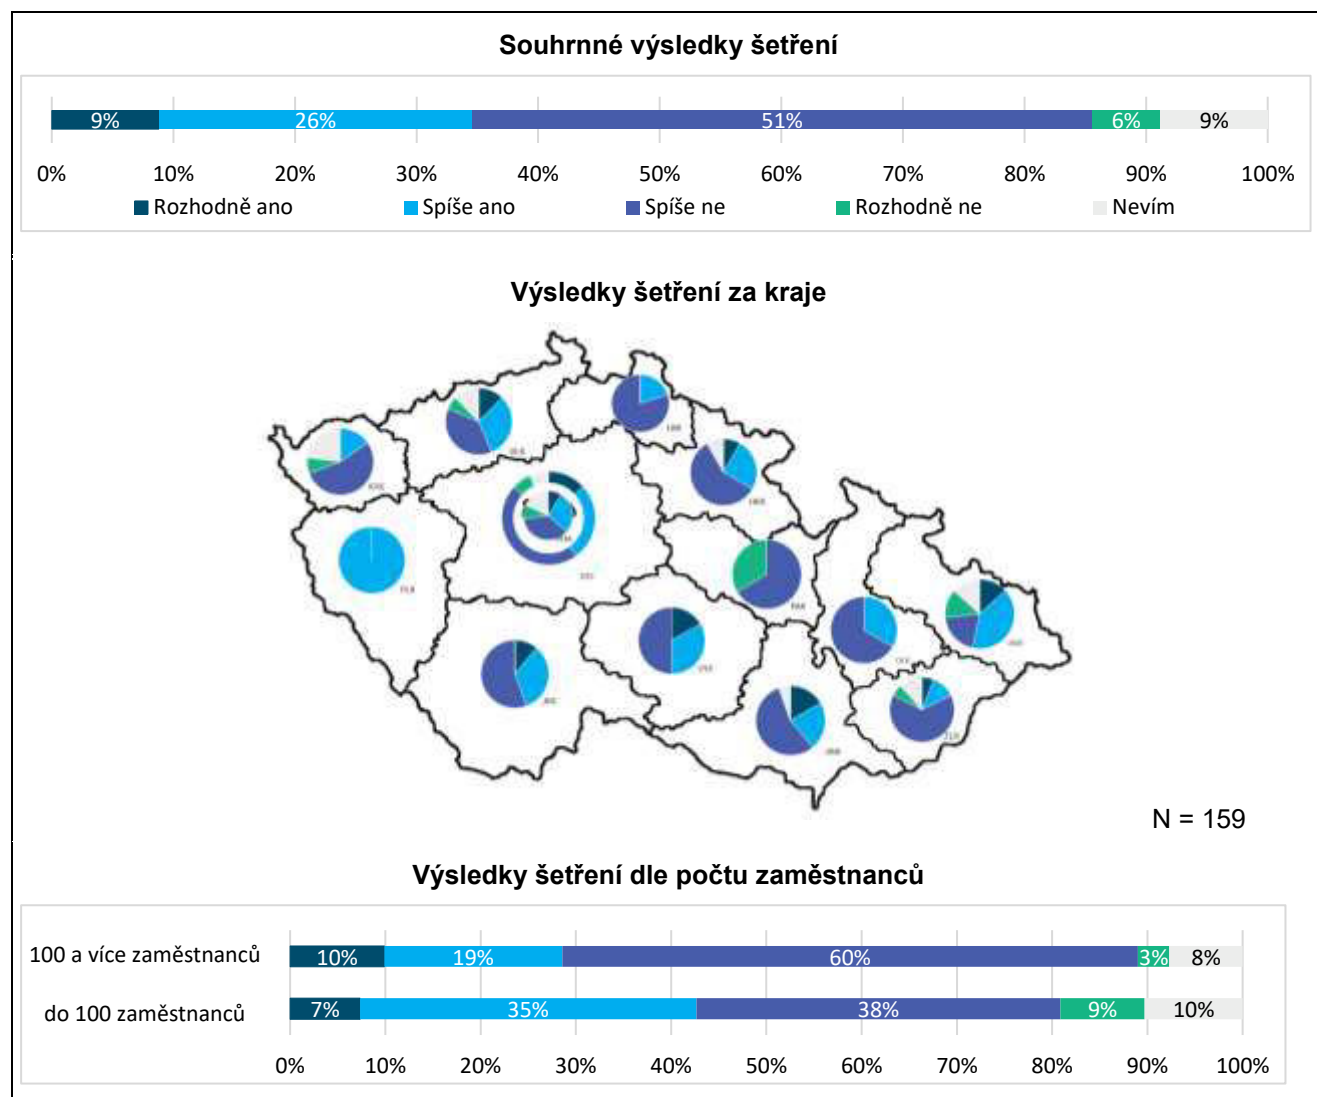 Souhrnné výsledky šetření
9% 26% 51% 6% 9%
0% 10% 20% 30% 40% 50% 60% 70% 80% 90% 100%
Rozhodně ano Spíše ano Spíše ne Rozhodně ne Nevím
Výsledky šetření za kraje
N = 159
Výsledky šetření dle počtu zaměstnanců
100 a více zaměstnanců 10% 19% 60% 3% 8%
do 100 zaměstnanců 7% 35% 38% 9% 10%
0% 10% 20% 30% 40% 50% 60% 70% 80% 90% 100%